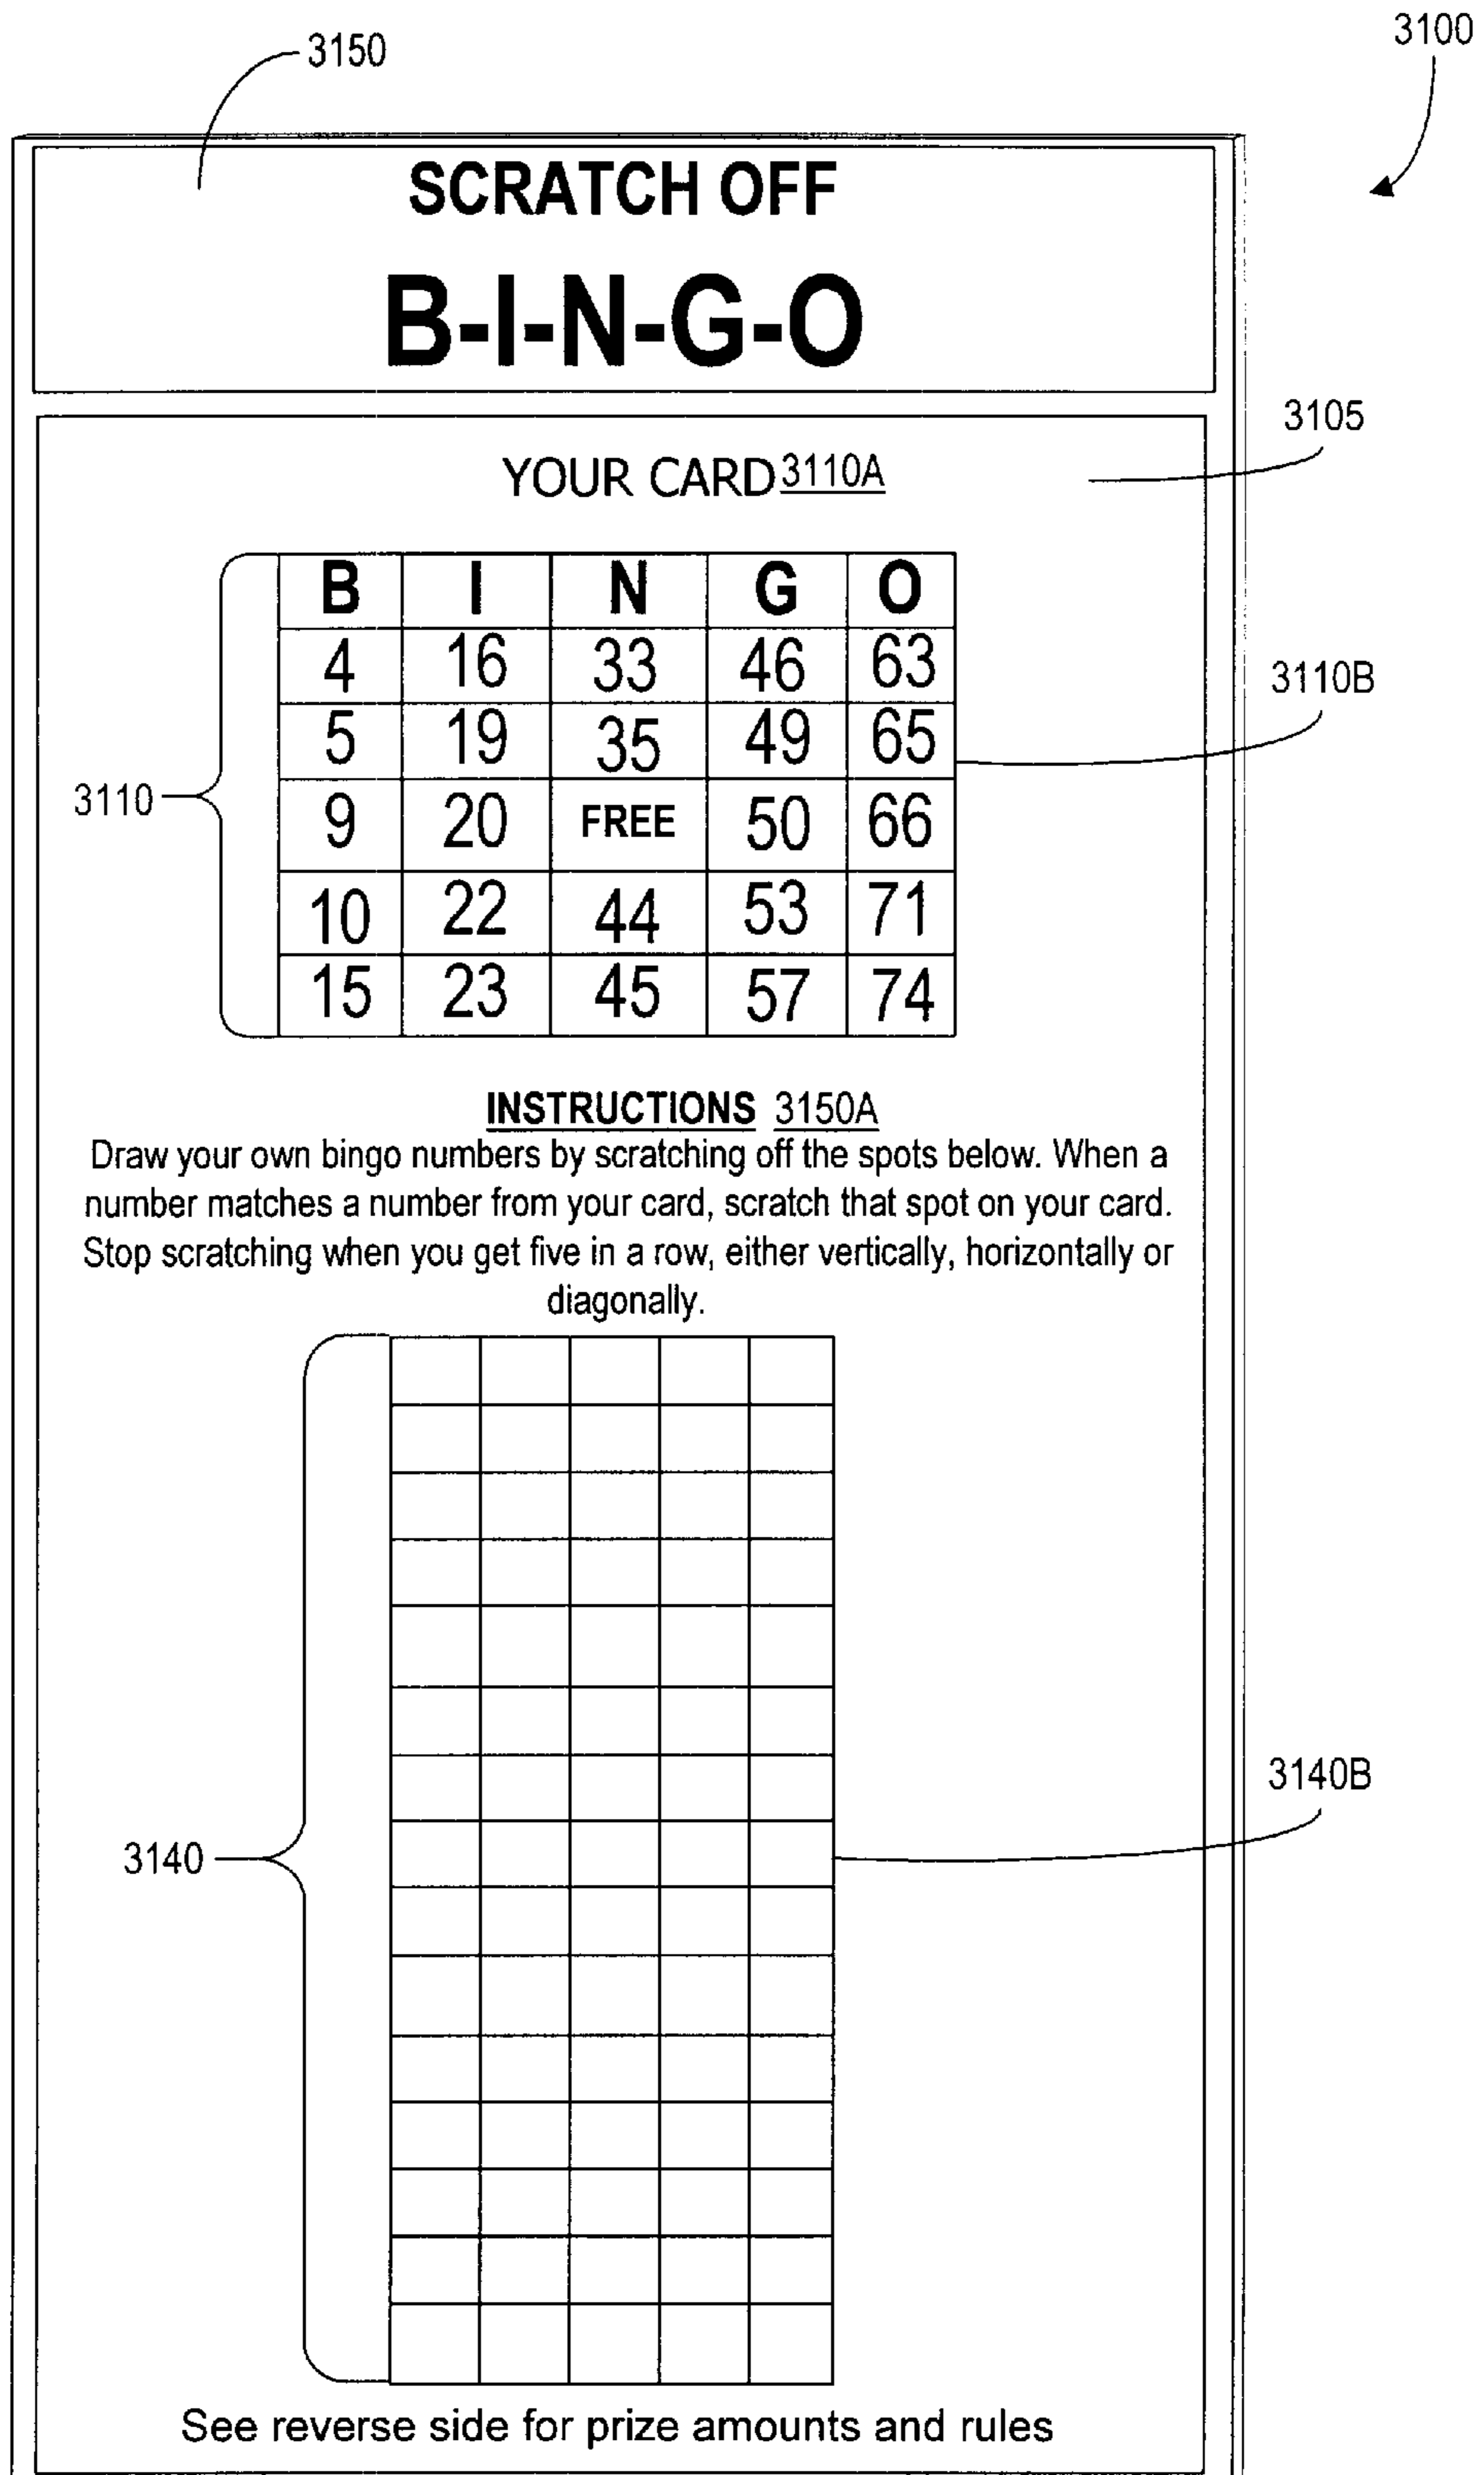 3100
3150
SCRATCH OFF
B-I-N-G-O
3105
YOUR CARD 3110A
B I N G O
4 16 33 46 63
3110B
5 19 35 49 65
3110
9 20 FREE 50 66
10 22 44 53 71
15 23 45 57 74
INSTRUCTIONS 3150A
Draw your own bingo numbers by scratching off the spots below. When a
number matches a number from your card, scratch that spot on your card.
Stop scratching when you get five in a row, either vertically, horizontally or
diagonally.
3140B
3140
See reverse side for prize amounts and rules